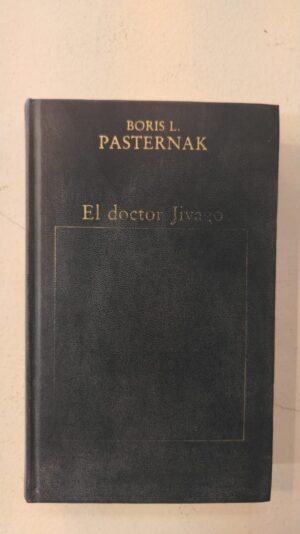 BORIS L.
PASTERNAK
El doctor Jivago